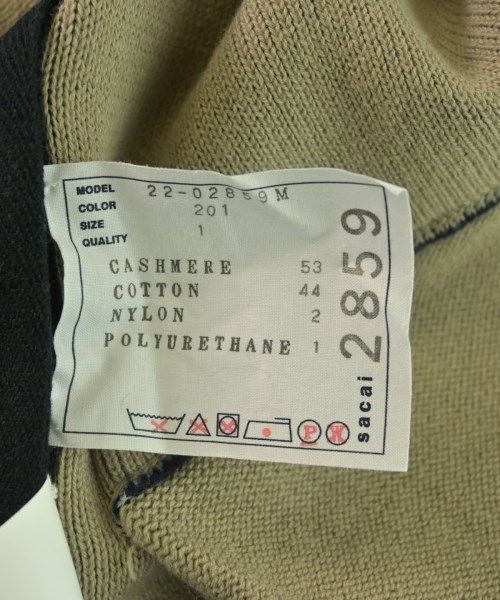 MODEL 22-02859M
COLOR 201
SIZE 1
QUALITY
CASHMERE 53
COTTON 44
NYLON 2
POLYURETHANE 1
P W
sacai 2859